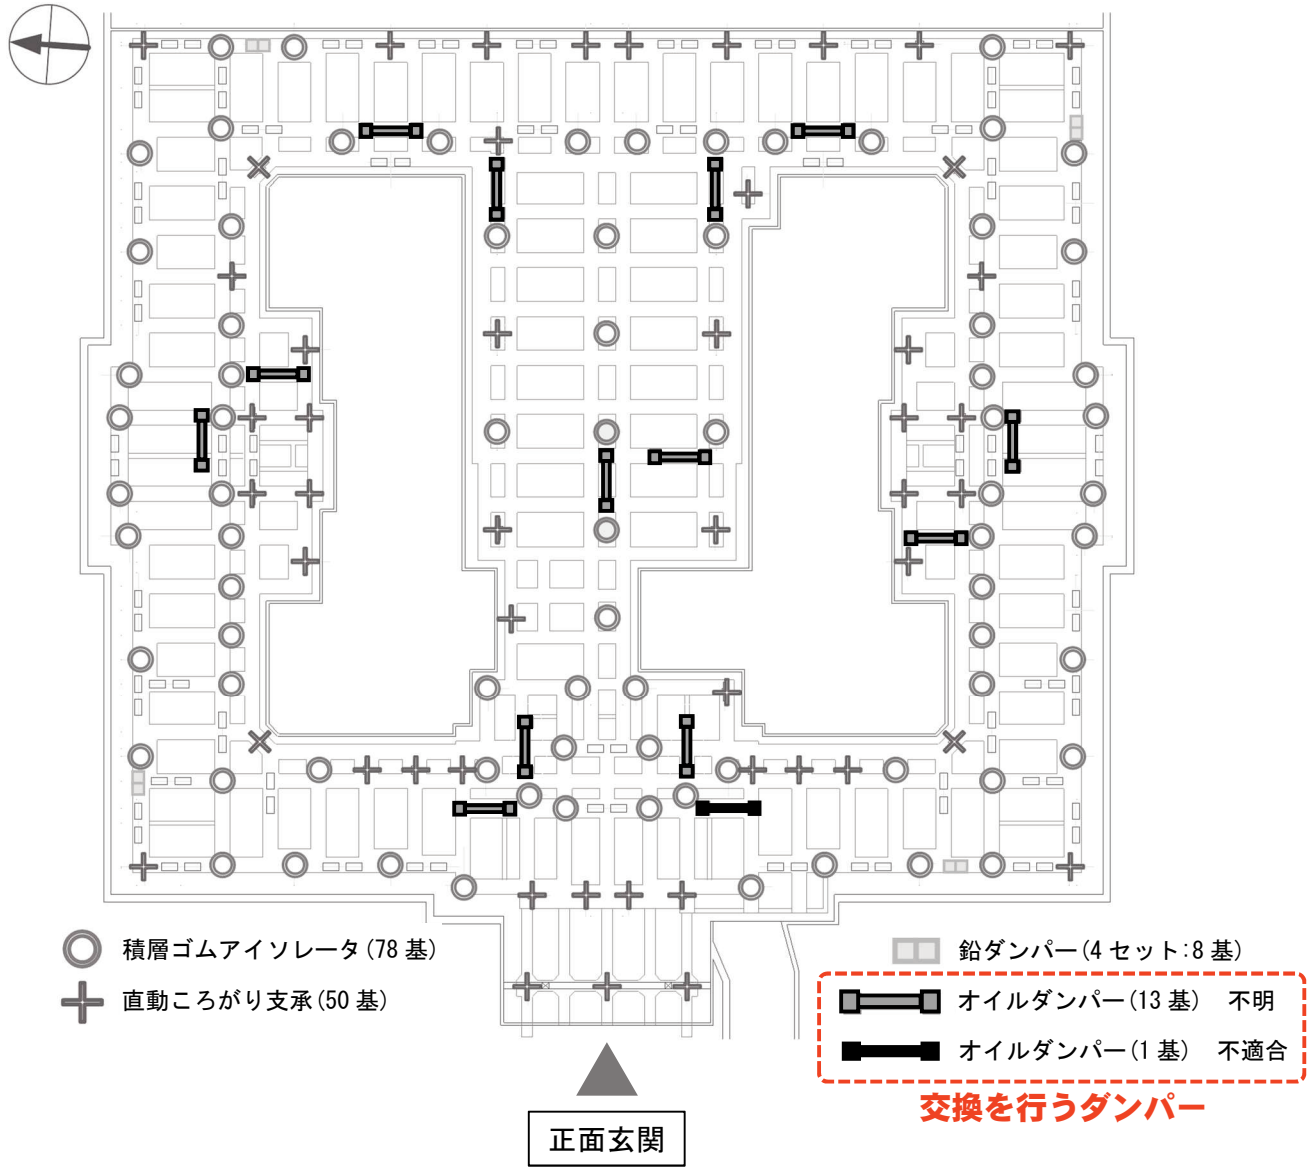 積層ゴムアイソレータ(78 基)
直動ころがり支承(50 基)
鉛ダンパー(4 セット:8 基)
オイルダンパー(13 基) 不明
オイルダンパー(1 基) 不適合
交換を行うダンパー
正面玄関